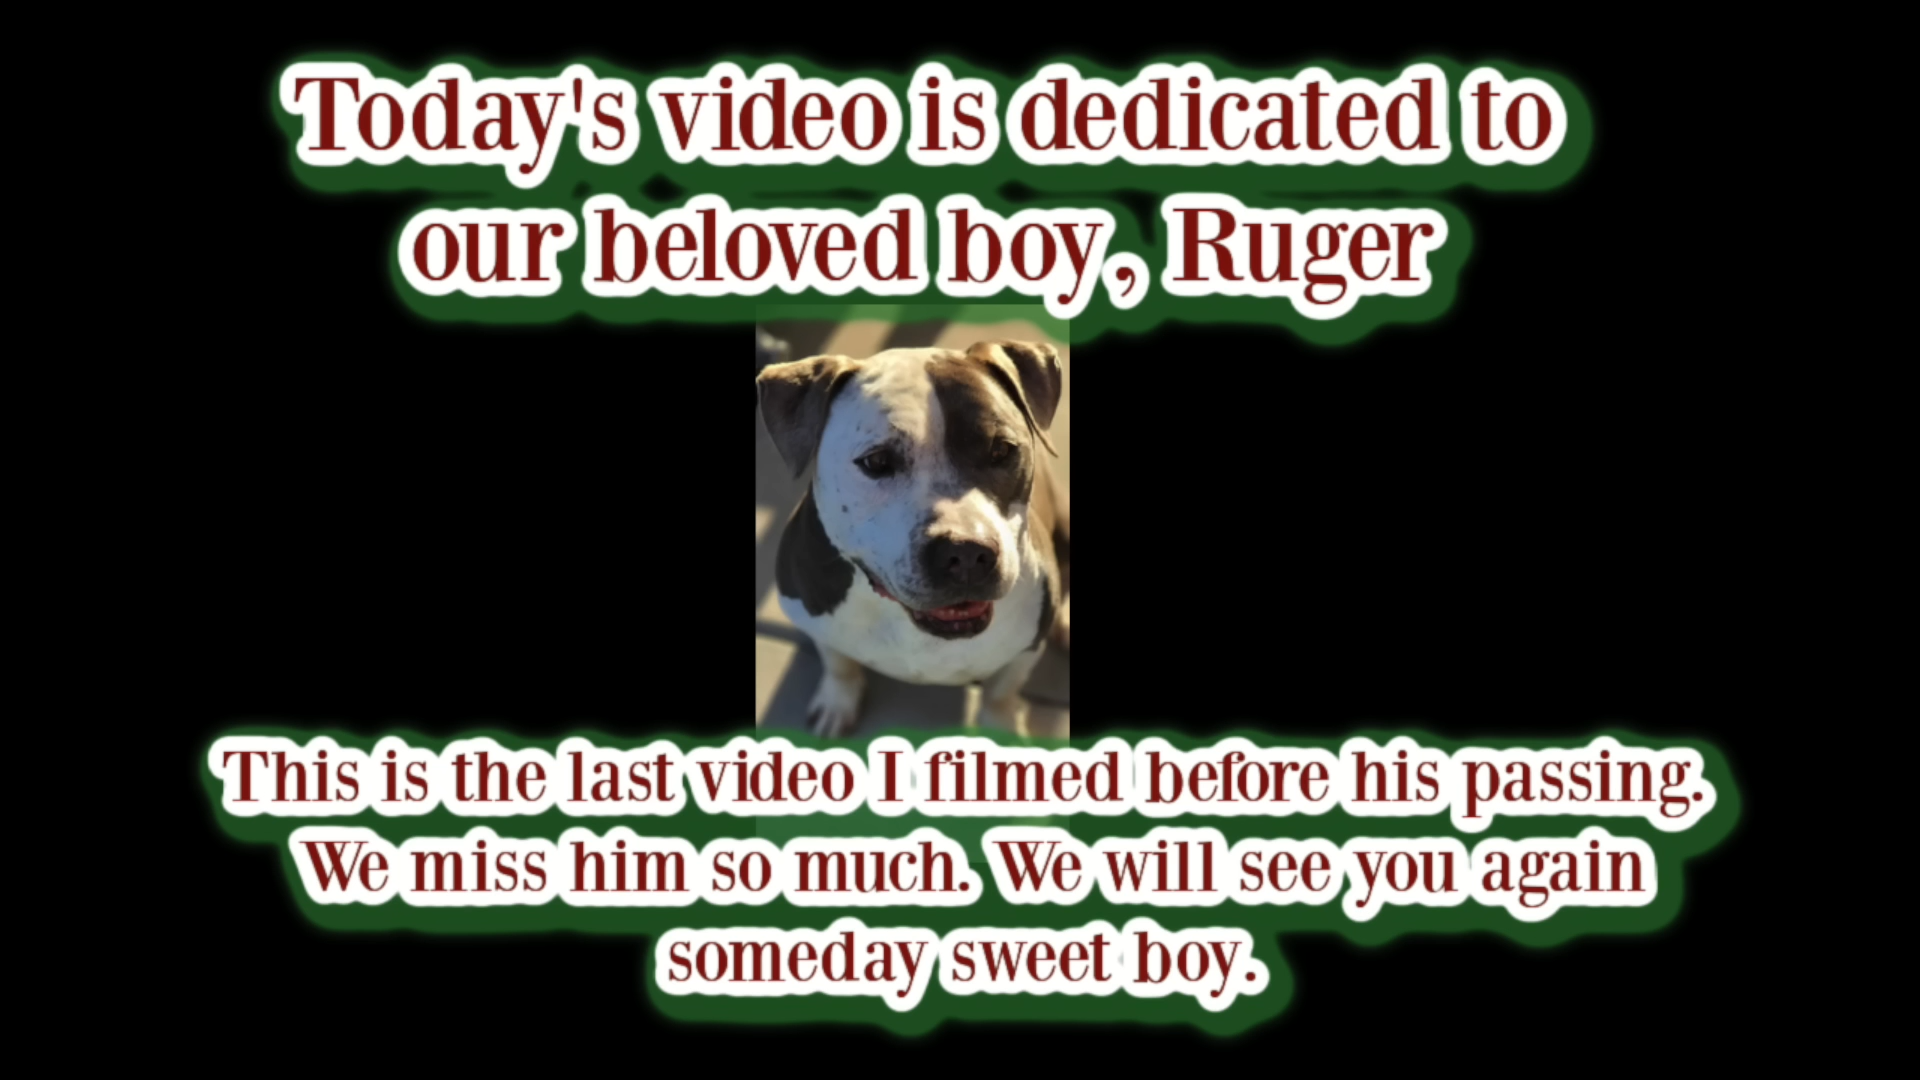 Today's video is dedicated to
our beloved boy, Ruger
This is the last video I filmed before his passing.
We miss him so much. We will see you again
someday sweet boy.